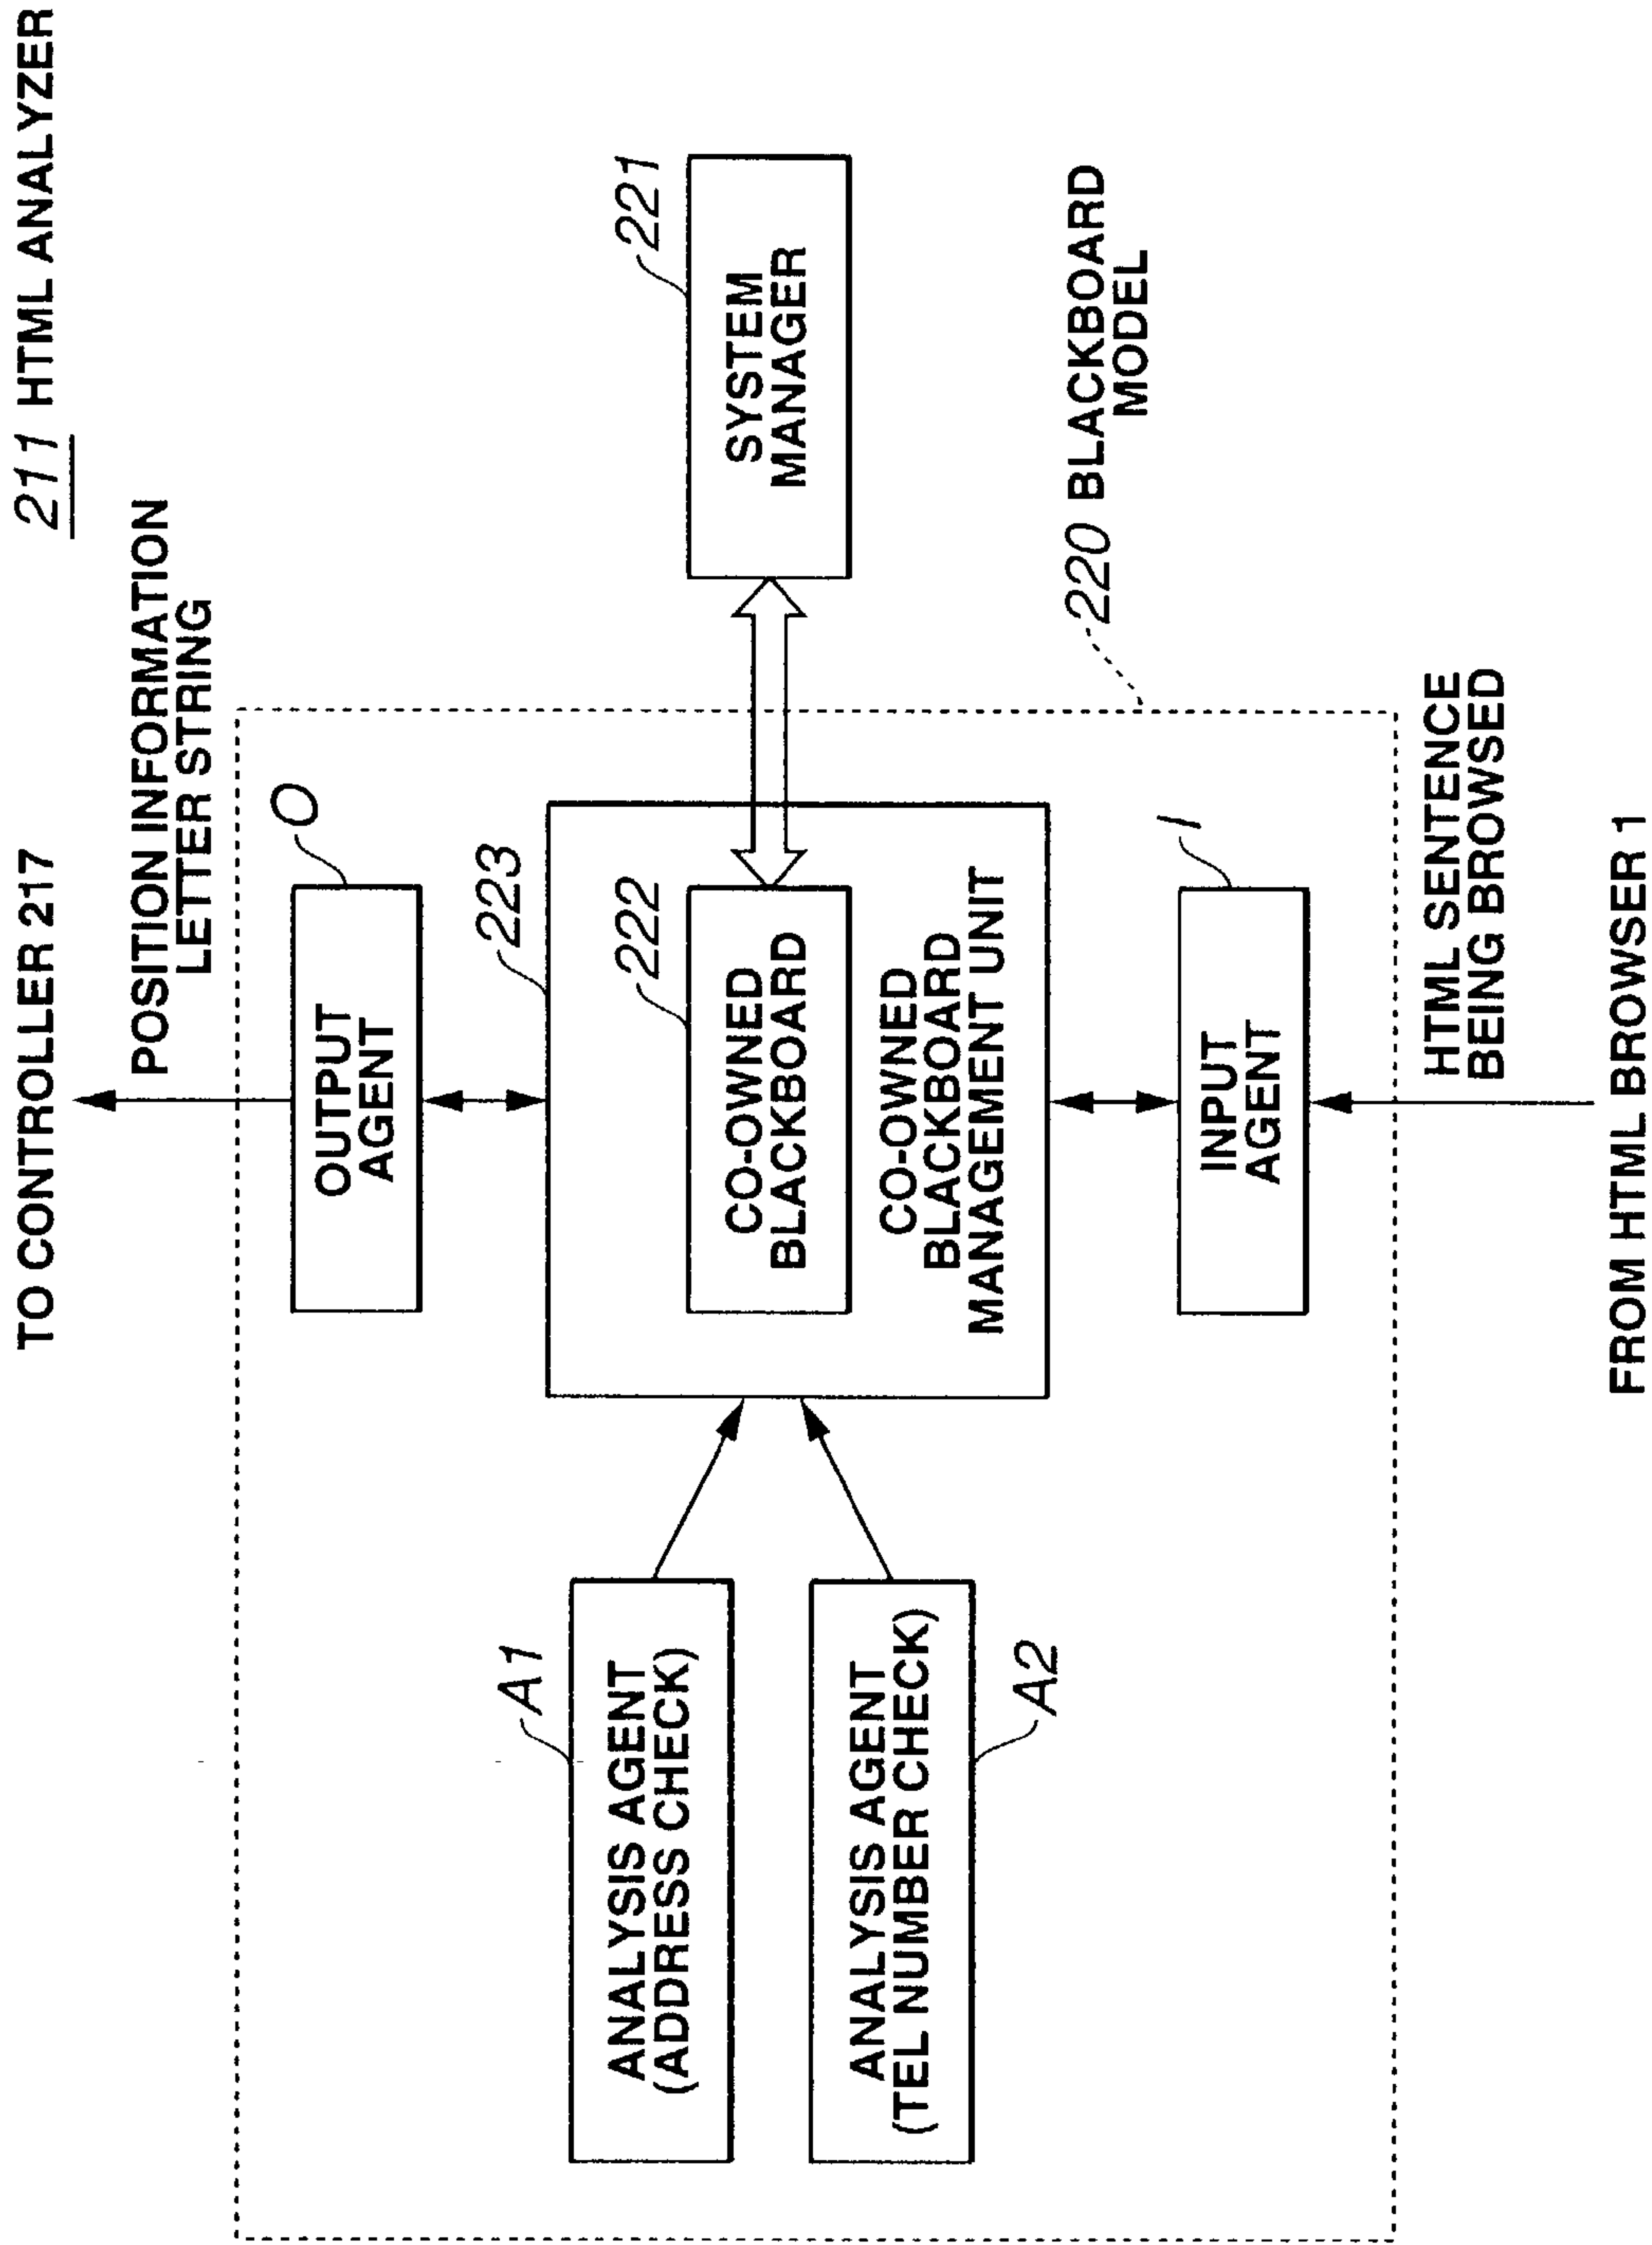 TO CONTROLLER 217
211 HTML ANALYZER
POSITION INFORMATION
LETTER STRING
O
OUTPUT
AGENT
223
A1
ANALYSIS AGENT
(ADDRESS CHECK)
222
CO-OWNED
BLACKBOARD
221
SYSTEM
MANAGER
ANALYSIS AGENT
(TEL NUMBER CHECK)
A2
CO-OWNED
BLACKBOARD
MANAGEMENT UNIT
220 BLACKBOARD
MODEL
I
INPUT
AGENT
HTML SENTENCE
BEING BROWSED
FROM HTML BROWSER 1